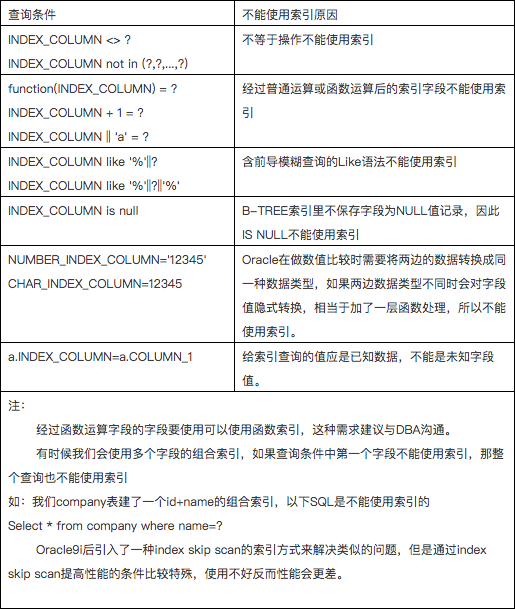 查询条件 不能使用索引原因
INDEX_COLUMN <> ? 不等于操作不能使用索引
INDEX_COLUMN not in (?,?,...,?)
function(INDEX_COLUMN) = ? 经过普通运算或函数运算后的索引字段不能使用索
INDEX_COLUMN + 1 = ? 引
INDEX_COLUMN || 'a' = ?
INDEX_COLUMN like '%'||? 含前导模糊查询的Like语法不能使用索引
INDEX_COLUMN like '%'||?||'%'
INDEX_COLUMN is null B-TREE索引里不保存字段为NULL值记录，因此
IS NULL不能使用索引
NUMBER_INDEX_COLUMN='12345' Oracle在做数值比较时需要将两边的数据转换成同
CHAR_INDEX_COLUMN=12345 一种数据类型，如果两边数据类型不同时会对字段
值隐式转换，相当于加了一层函数处理，所以不能
使用索引。
a.INDEX_COLUMN=a.COLUMN_1 给索引查询的值应是已知数据，不能是未知字段
值。
注：
经过函数运算字段的字段要使用可以使用函数索引，这种需求建议与DBA沟通。
有时候我们会使用多个字段的组合索引，如果查询条件中第一个字段不能使用索引，那整
个查询也不能使用索引
如：我们company表建了一个id+name的组合索引，以下SQL是不能使用索引的
Select * from company where name=?
Oracle9i后引入了一种index skip scan的索引方式来解决类似的问题，但是通过index
skip scan提高性能的条件比较特殊，使用不好反而性能会更差。